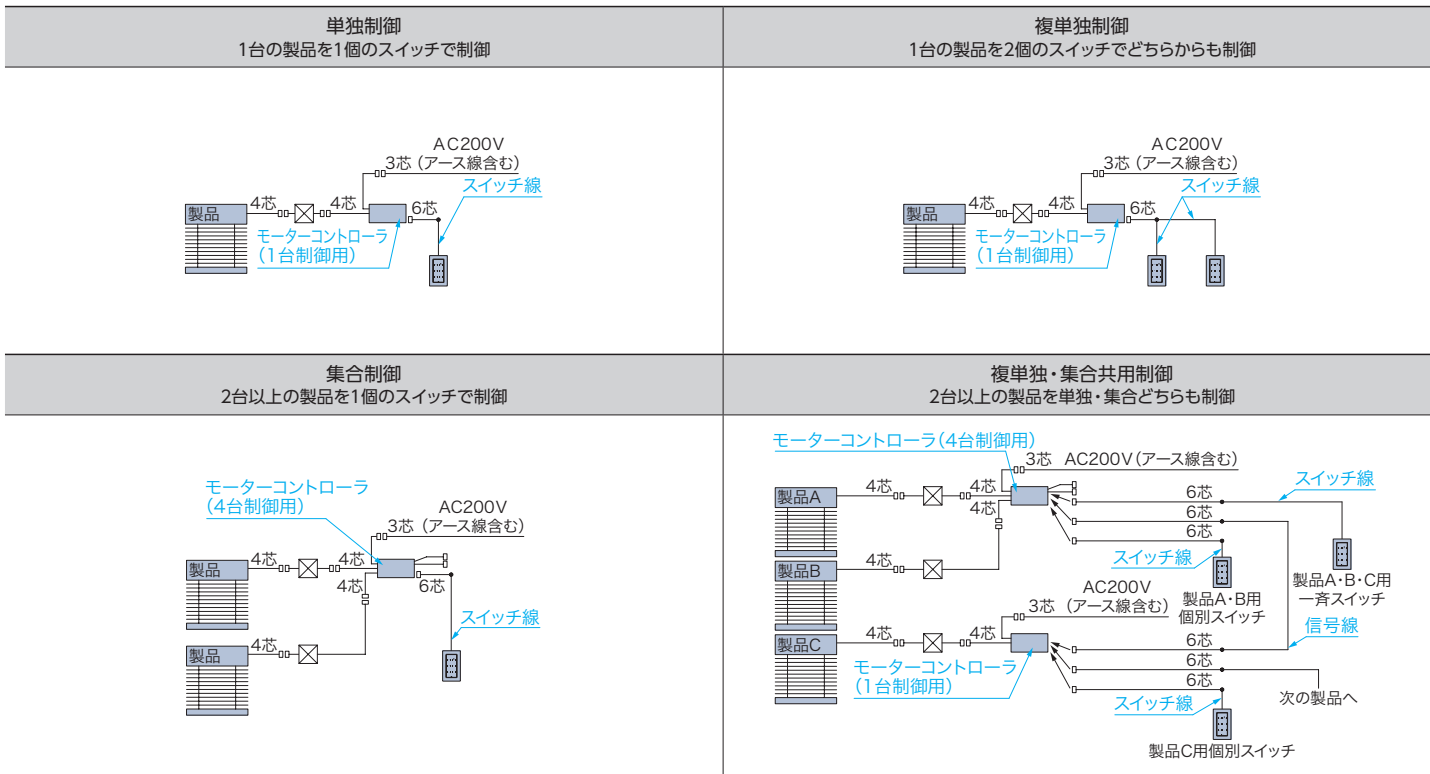 単独制御
1台の製品を1個のスイッチで制御
AC200V
3芯（アース線含む）
スイッチ線
4芯
4芯
6芯
製品
モーターコントローラ
（1台制御用）
複単独制御
1台の製品を2個のスイッチでどちらからも制御
AC200V
3芯（アース線含む）
スイッチ線
4芯
4芯
6芯
製品
モーターコントローラ
（1台制御用）
集合制御
2台以上の製品を1個のスイッチで制御
モーターコントローラ
（4台制御用）
AC200V
3芯（アース線含む）
4芯
4芯
製品
4芯
6芯
スイッチ線
4芯
製品
複単独・集合共用制御
2台以上の製品を単独・集合どちらも制御
モーターコントローラ（4台制御用）
3芯 AC200V（アース線含む）
スイッチ線
4芯
4芯
6芯
製品A
4芯
6芯
6芯
スイッチ線
4芯
製品B
AC200V
3芯（アース線含む）
製品A・B用
個別スイッチ
製品A・B・C用
一斉スイッチ
信号線
4芯
4芯
製品C
6芯
モーターコントローラ
（1台制御用）
6芯
6芯
次の製品へ
スイッチ線
製品C用個別スイッチ